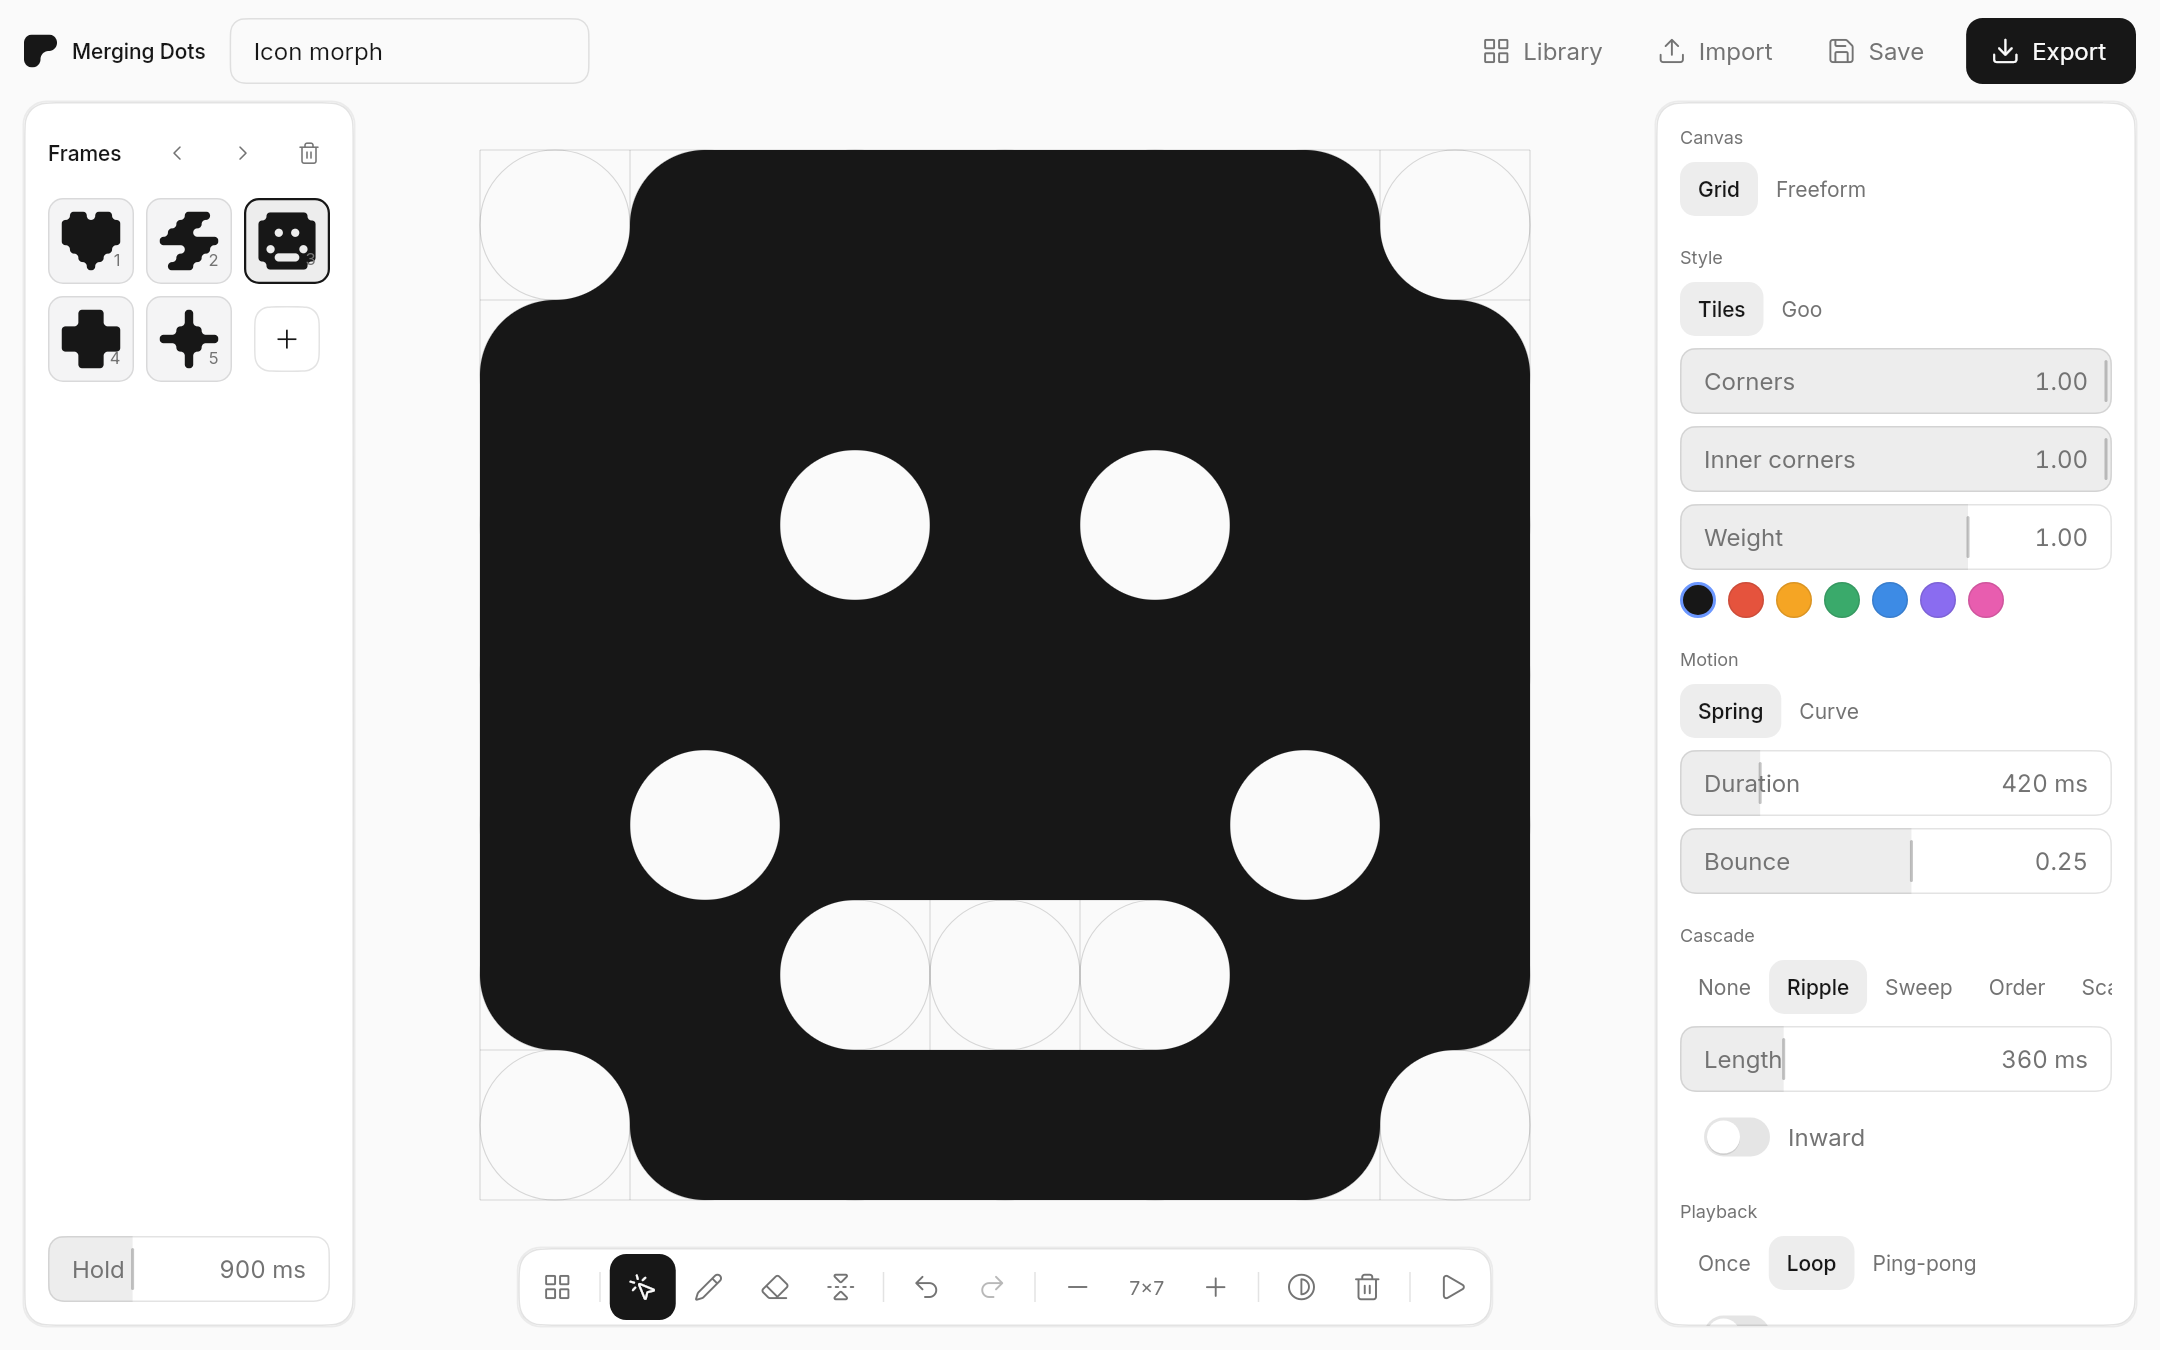 Merging Dots
Icon morph
Library
Import
Save
Export
Frames
1
2
3
4
5
Hold 900 ms
7×7
Canvas
Grid Freeform
Style
Tiles Goo
Corners 1.00
Inner corners 1.00
Weight 1.00
Motion
Spring Curve
Duration 420 ms
Bounce 0.25
Cascade
None Ripple Sweep Order
Length 360 ms
Inward
Playback
Once Loop Ping-pong